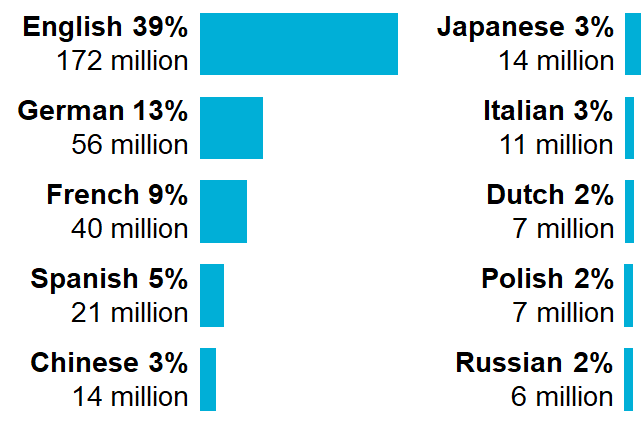 English 39%
172 million
German 13%
56 million
French 9%
40 million
Spanish 5%
21 million
Chinese 3%
14 million
Japanese 3%
14 million
Italian 3%
11 million
Dutch 2%
7 million
Polish 2%
7 million
Russian 2%
6 million